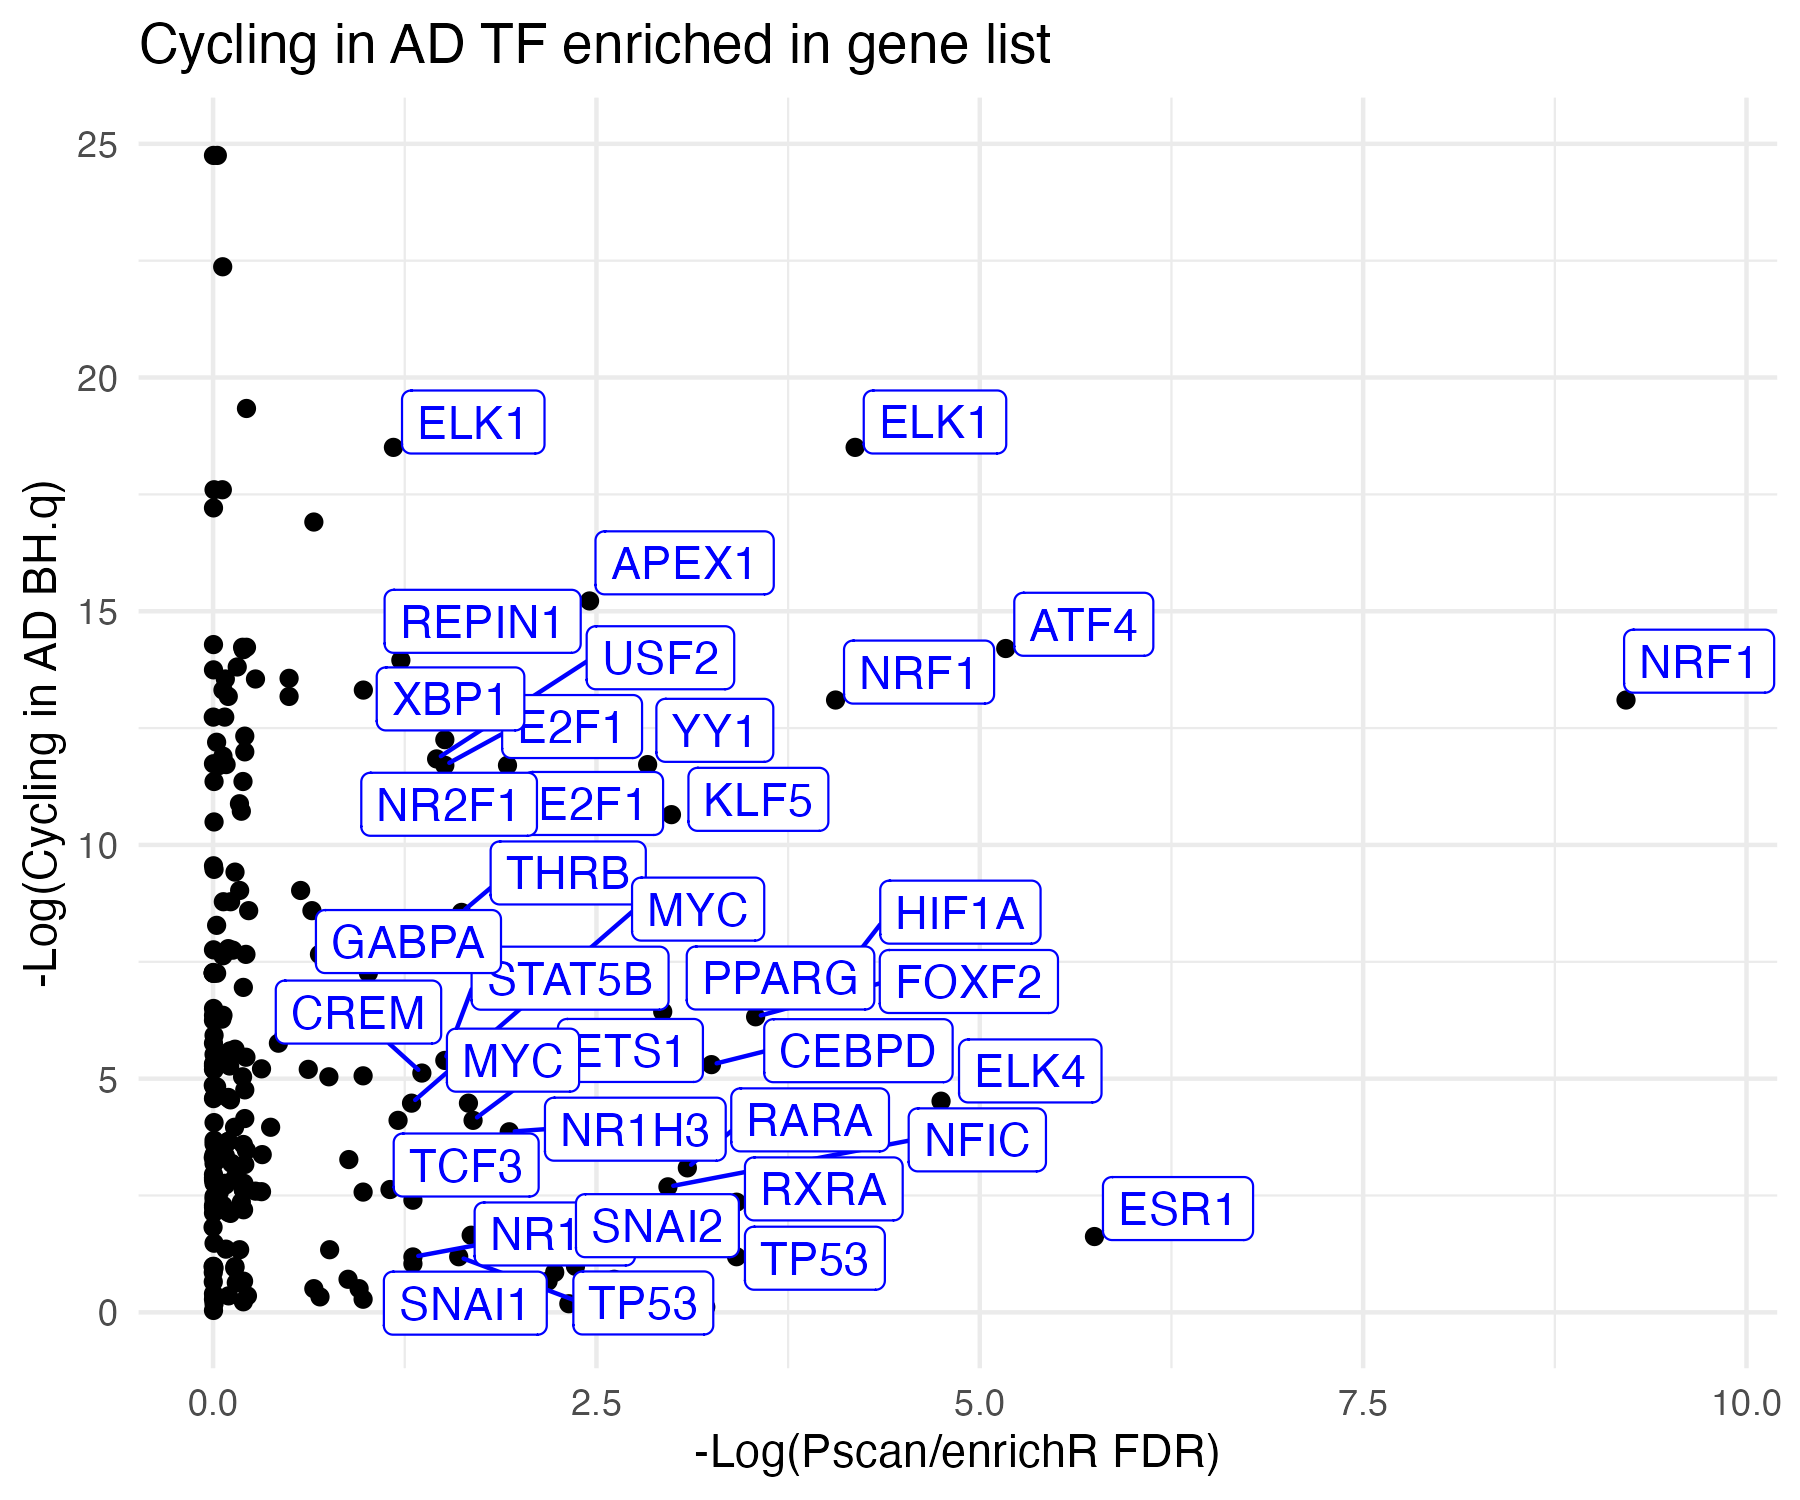 Cycling in AD TF enriched in gene list
-Log(Cycling in AD BH.q)
25
20
15
10
5
0
ELK1
ELK1
APEX1
REPIN1
ATF4
USF2
NRF1
NRF1
XBP1
E2F1
YY1
NR2F1
E2F1
KLF5
THRB
MYC
HIF1A
GABPA
STAT5B
PPARG
FOXF2
CREM
MYC
ETS1
CEBPD
ELK4
NR1H3
RARA
NFIC
TCF3
RXRA
ESR1
NR1
SNAI2
TP53
SNAI1
TP53
0.0
2.5
5.0
7.5
10.0
-Log(Pscan/enrichR FDR)